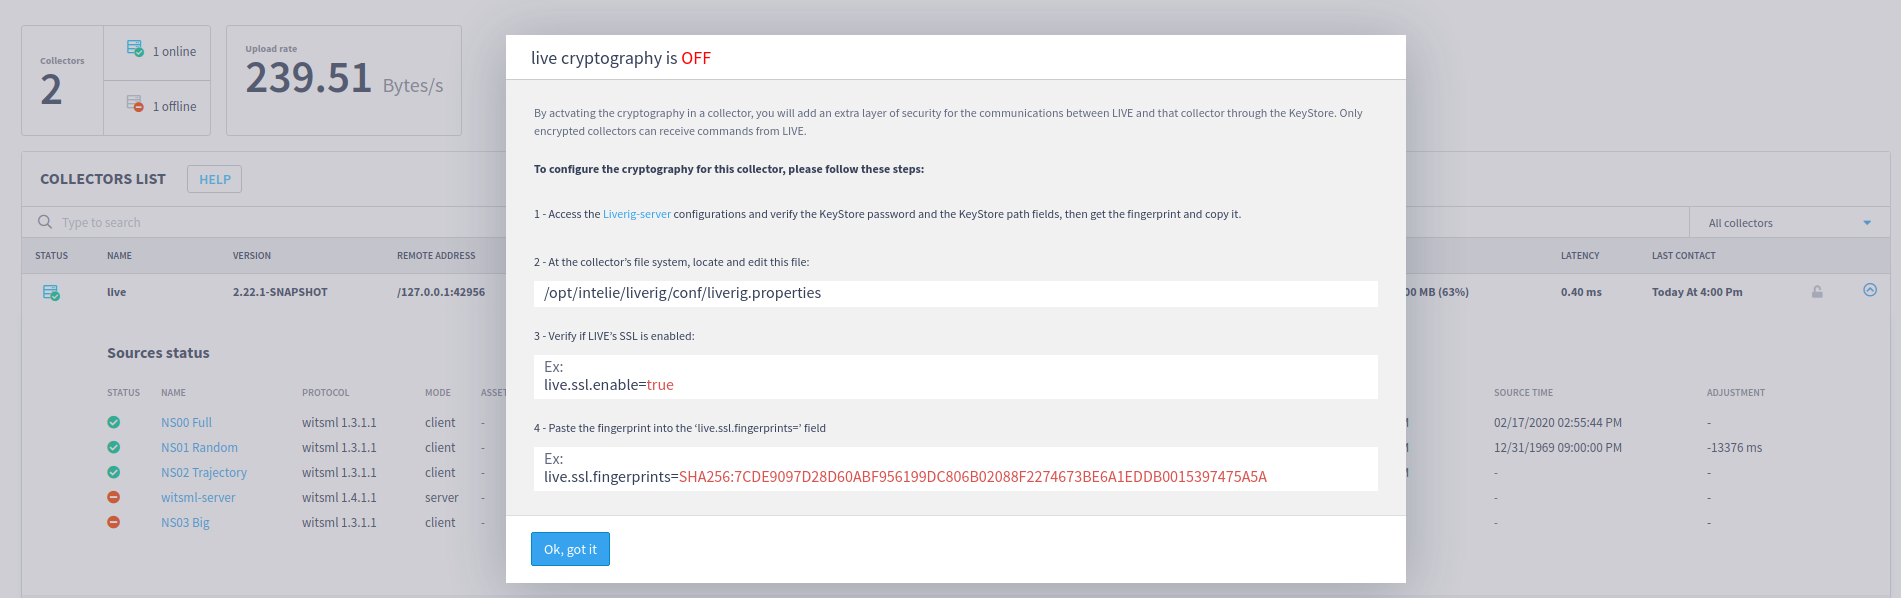 Collectors
2
1 online
1 offline
Upload rate
239.51 Bytes/s
COLLECTORS LIST
HELP
Type to search
All collectors
STATUS NAME VERSION REMOTE ADDRESS LATENCY LAST CONTACT
live 2.22.1-SNAPSHOT /127.0.0.1:42956 00 MB (63%) 0.40 ms Today At 4:00 Pm
Sources status
STATUS NAME PROTOCOL MODE ASSET SOURCE TIME ADJUSTMENT
NS00 Full witsml 1.3.1.1 client - 02/17/2020 02:55:44 PM -
NS01 Random witsml 1.3.1.1 client - 12/31/1969 09:00:00 PM -13376 ms
NS02 Trajectory witsml 1.3.1.1 client - - -
witsml-server witsml 1.4.1.1 server - - -
NS03 Big witsml 1.3.1.1 client - - -
live cryptography is OFF
By actvating the cryptography in a collector, you will add an extra layer of security for the communications between LIVE and that collector through the KeyStore. Only
encrypted collectors can receive commands from LIVE.
To configure the cryptography for this collector, please follow these steps:
1 - Access the Liverig-server configurations and verify the KeyStore password and the KeyStore path fields, then get the fingerprint and copy it.
2 - At the collector's file system, locate and edit this file:
/opt/intelie/liverig/conf/liverig.properties
3 - Verify if LIVE's SSL is enabled:
Ex:
live.ssl.enable=true
4 - Paste the fingerprint into the ‘live.ssl.fingerprints=’ field
Ex:
live.ssl.fingerprints=SHA256:7CDE9097D28D60ABF956199DC806B02088F2274673BE6A1EDDB0015397475A5A
Ok, got it